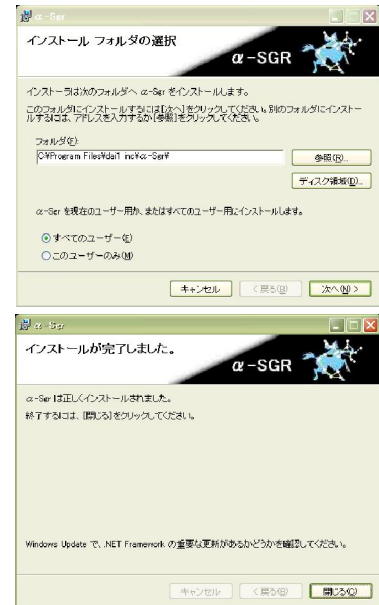 α-Sgr
インストール フォルダの選択
α-SGR
インストーラは次のフォルダへ α-Sgr をインストールします。
このフォルダにインストールするには[次へ]をクリックしてください。別のフォルダにインストー
ルするには、アドレスを入力するか[参照]をクリックしてください。
フォルダ(F):
C:¥Program Files¥dai1 inc¥α-Sgr¥
参照(R)...
ディスク領域(D)...
α-Sgr を現在のユーザー用か、またはすべてのユーザー用にインストールします。
すべてのユーザー(E)
このユーザーのみ(M)
キャンセル
< 戻る(B)
次へ(N) >
α-Sgr
インストールが完了しました。
α-SGR
α-Sgr は正しくインストールされました。
終了するには、[閉じる]をクリックしてください。
Windows Update で、.NET Framework の重要な更新があるかどうかを確認してください。
キャンセル
< 戻る(B)
閉じる(C)